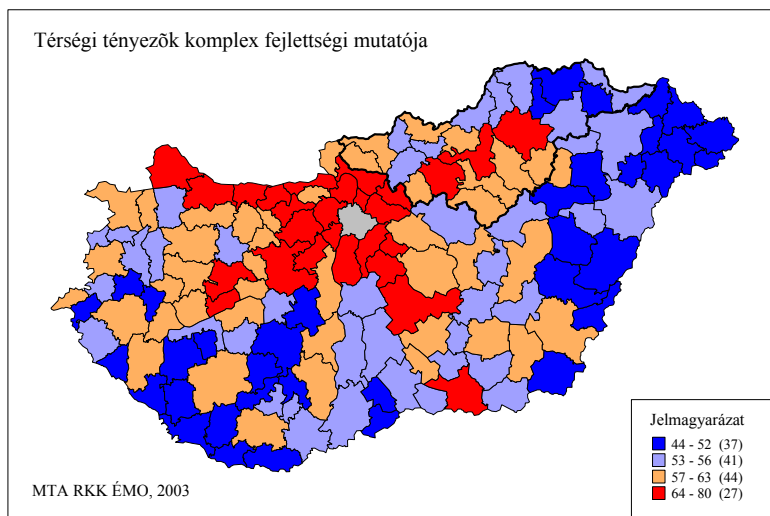 Térségi tényezõk komplex fejlettségi mutatója
Jelmagyarázat
44 - 52 (37)
53 - 56 (41)
57 - 63 (44)
64 - 80 (27)
MTA RKK ÉMO, 2003